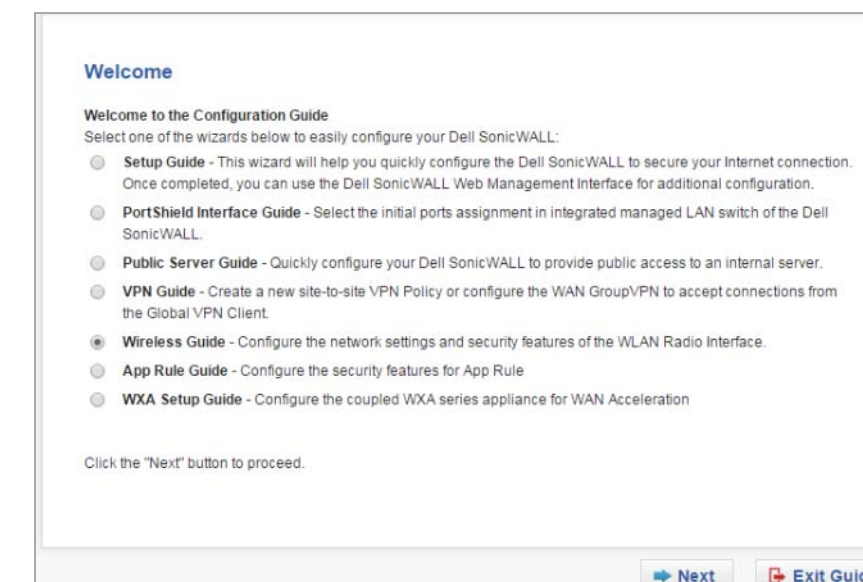 Welcome
Welcome to the Configuration Guide
Select one of the wizards below to easily configure your Dell SonicWALL:
Setup Guide - This wizard will help you quickly configure the Dell SonicWALL to secure your Internet connection.
Once completed, you can use the Dell SonicWALL Web Management Interface for additional configuration.
PortShield Interface Guide - Select the initial ports assignment in integrated managed LAN switch of the Dell
SonicWALL.
Public Server Guide - Quickly configure your Dell SonicWALL to provide public access to an internal server.
VPN Guide - Create a new site-to-site VPN Policy or configure the WAN GroupVPN to accept connections from
the Global VPN Client.
Wireless Guide - Configure the network settings and security features of the WLAN Radio Interface.
App Rule Guide - Configure the security features for App Rule
WXA Setup Guide - Configure the coupled WXA series appliance for WAN Acceleration
Click the "Next" button to proceed.
Next
Exit